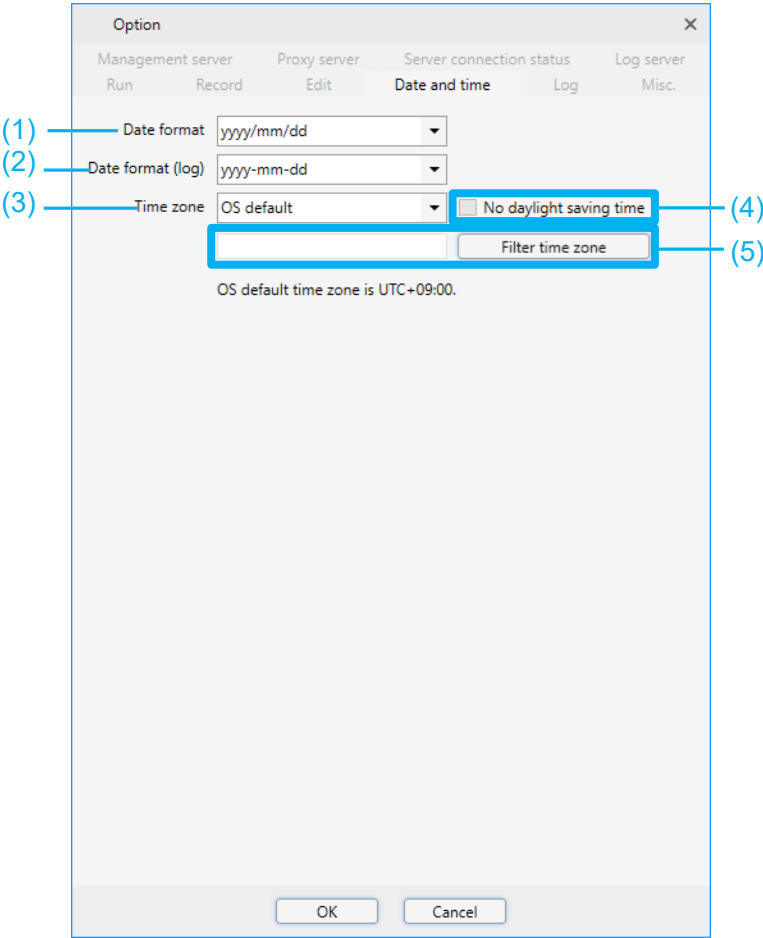 Option
Management server Proxy server Server connection status Log server
Run Record Edit Date and time Log Misc.
(1) Date format yyyy/mm/dd
(2) Date format (log) yyyy-mm-dd
(3) Time zone OS default No daylight saving time (4)
Filter time zone (5)
OS default time zone is UTC+09:00.
OK Cancel